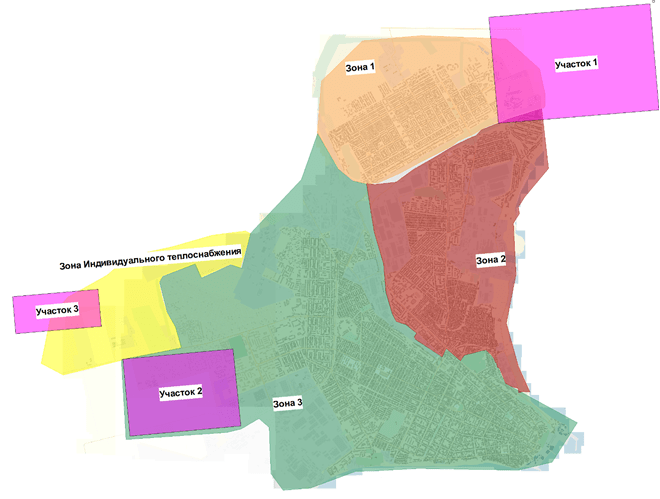 Участок 1
Зона 1
Зона Индивидуального теплоснабжения
Зона 2
Участок 3
Участок 2
Зона 3